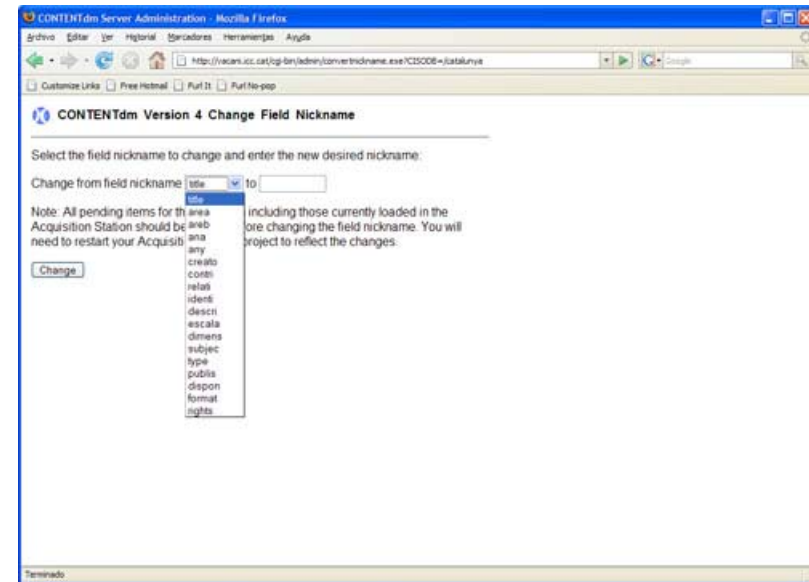 CONTENTdm Server Administration - Mozilla Firefox
Archivo Editar Ver Historial Marcadores Herramientas Ayuda
http://vacani.icc.cat/cgi-bin/admin/convertnickname.exe?CISODB=/catalunya
Google
Customize Links Free Hotmail Purl It Purl No-pop
CONTENTdm Version 4 Change Field Nickname
Select the field nickname to change and enter the new desired nickname:
Change from field nickname title to
title
Note: All pending items for th including those currently loaded in the
area
Acquisition Station should be ore changing the field nickname. You will
areb
need to restart your Acquisiti project to reflect the changes.
ana
any
creato
Change
contri
relati
identi
descri
escala
dimens
subjec
type
publis
dispon
format
rights
Terminado